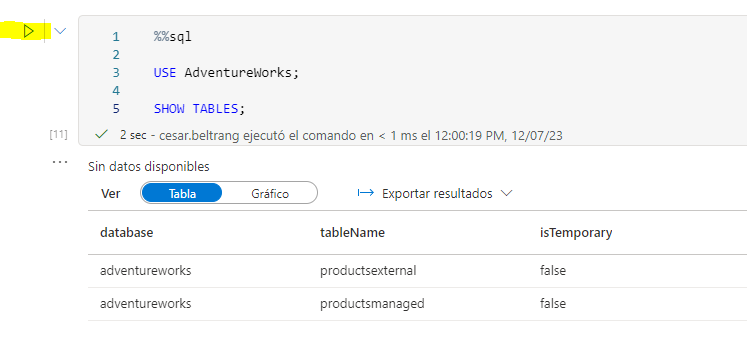 1 %%sql
2
3 USE AdventureWorks;
4
5 SHOW TABLES;
[11] 2 sec - cesar.beltrang ejecutó el comando en < 1 ms el 12:00:19 PM, 12/07/23
... Sin datos disponibles
Ver Tabla Gráfico Exportar resultados
database tableName isTemporary
adventureworks productsexternal false
adventureworks productsmanaged false